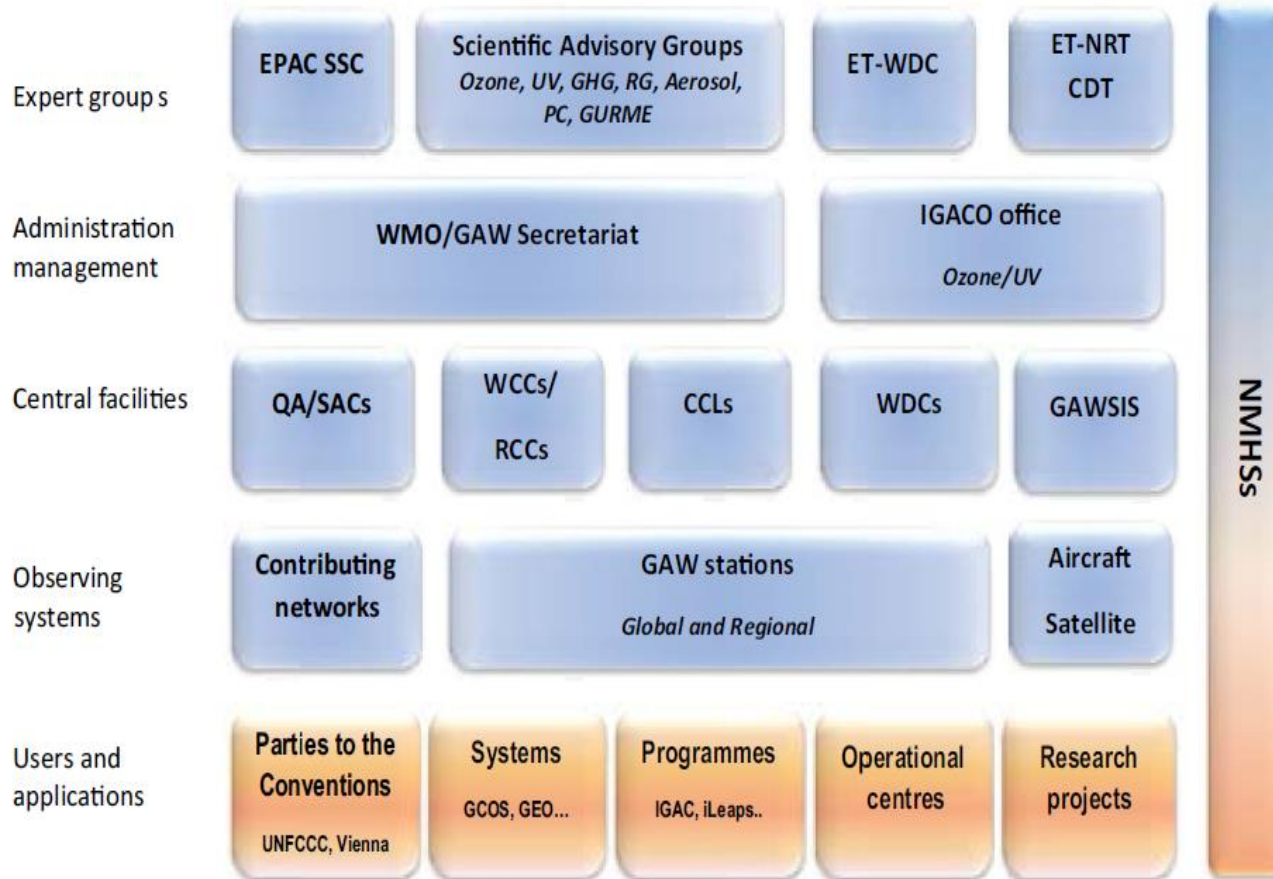 Expert group s
EPAC SSC
Scientific Advisory Groups
Ozone, UV, GHG, RG, Aerosol,
PC, GURME
ET-WDC
ET-NRT
CDT
Administration
management
WMO/GAW Secretariat
IGACO office
Ozone/UV
Central facilities
QA/SACs
WCCs/
RCCs
CCLs
WDCs
GAWSIS
Observing
systems
Contributing
networks
GAW stations
Global and Regional
Aircraft
Satellite
Users and
applications
Parties to the
Conventions
UNFCCC, Vienna
Systems
GCOS, GEO...
Programmes
IGAC, iLeaps..
Operational
centres
Research
projects
NMHSs